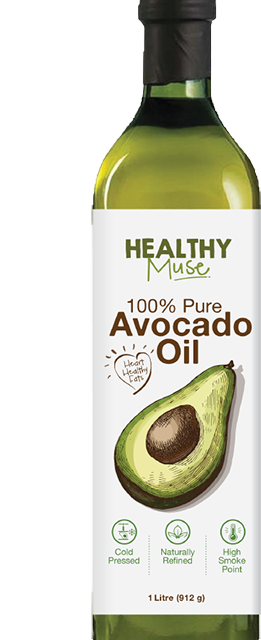 HEALTHY
Muse
100% Pure
Avocado
Oil
Heart
Healthy
Fats
Cold
Pressed
Naturally
Refined
High
Smoke
Point
1 Litre (912 g)